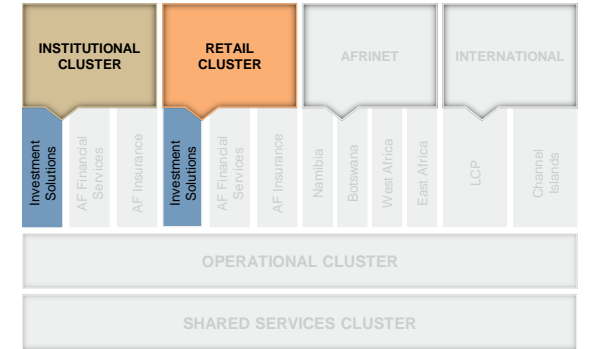 INSTITUTIONAL
CLUSTER
RETAIL
CLUSTER
AFRINET
INTERNATIONAL
Investment
Solutions
AF Financial
Services
AF Insurance
Investment
Solutions
AF Financial
Services
AF Insurance
Namibia
Botswana
West Africa
East Africa
LCP
Channel
Islands
OPERATIONAL CLUSTER
SHARED SERVICES CLUSTER